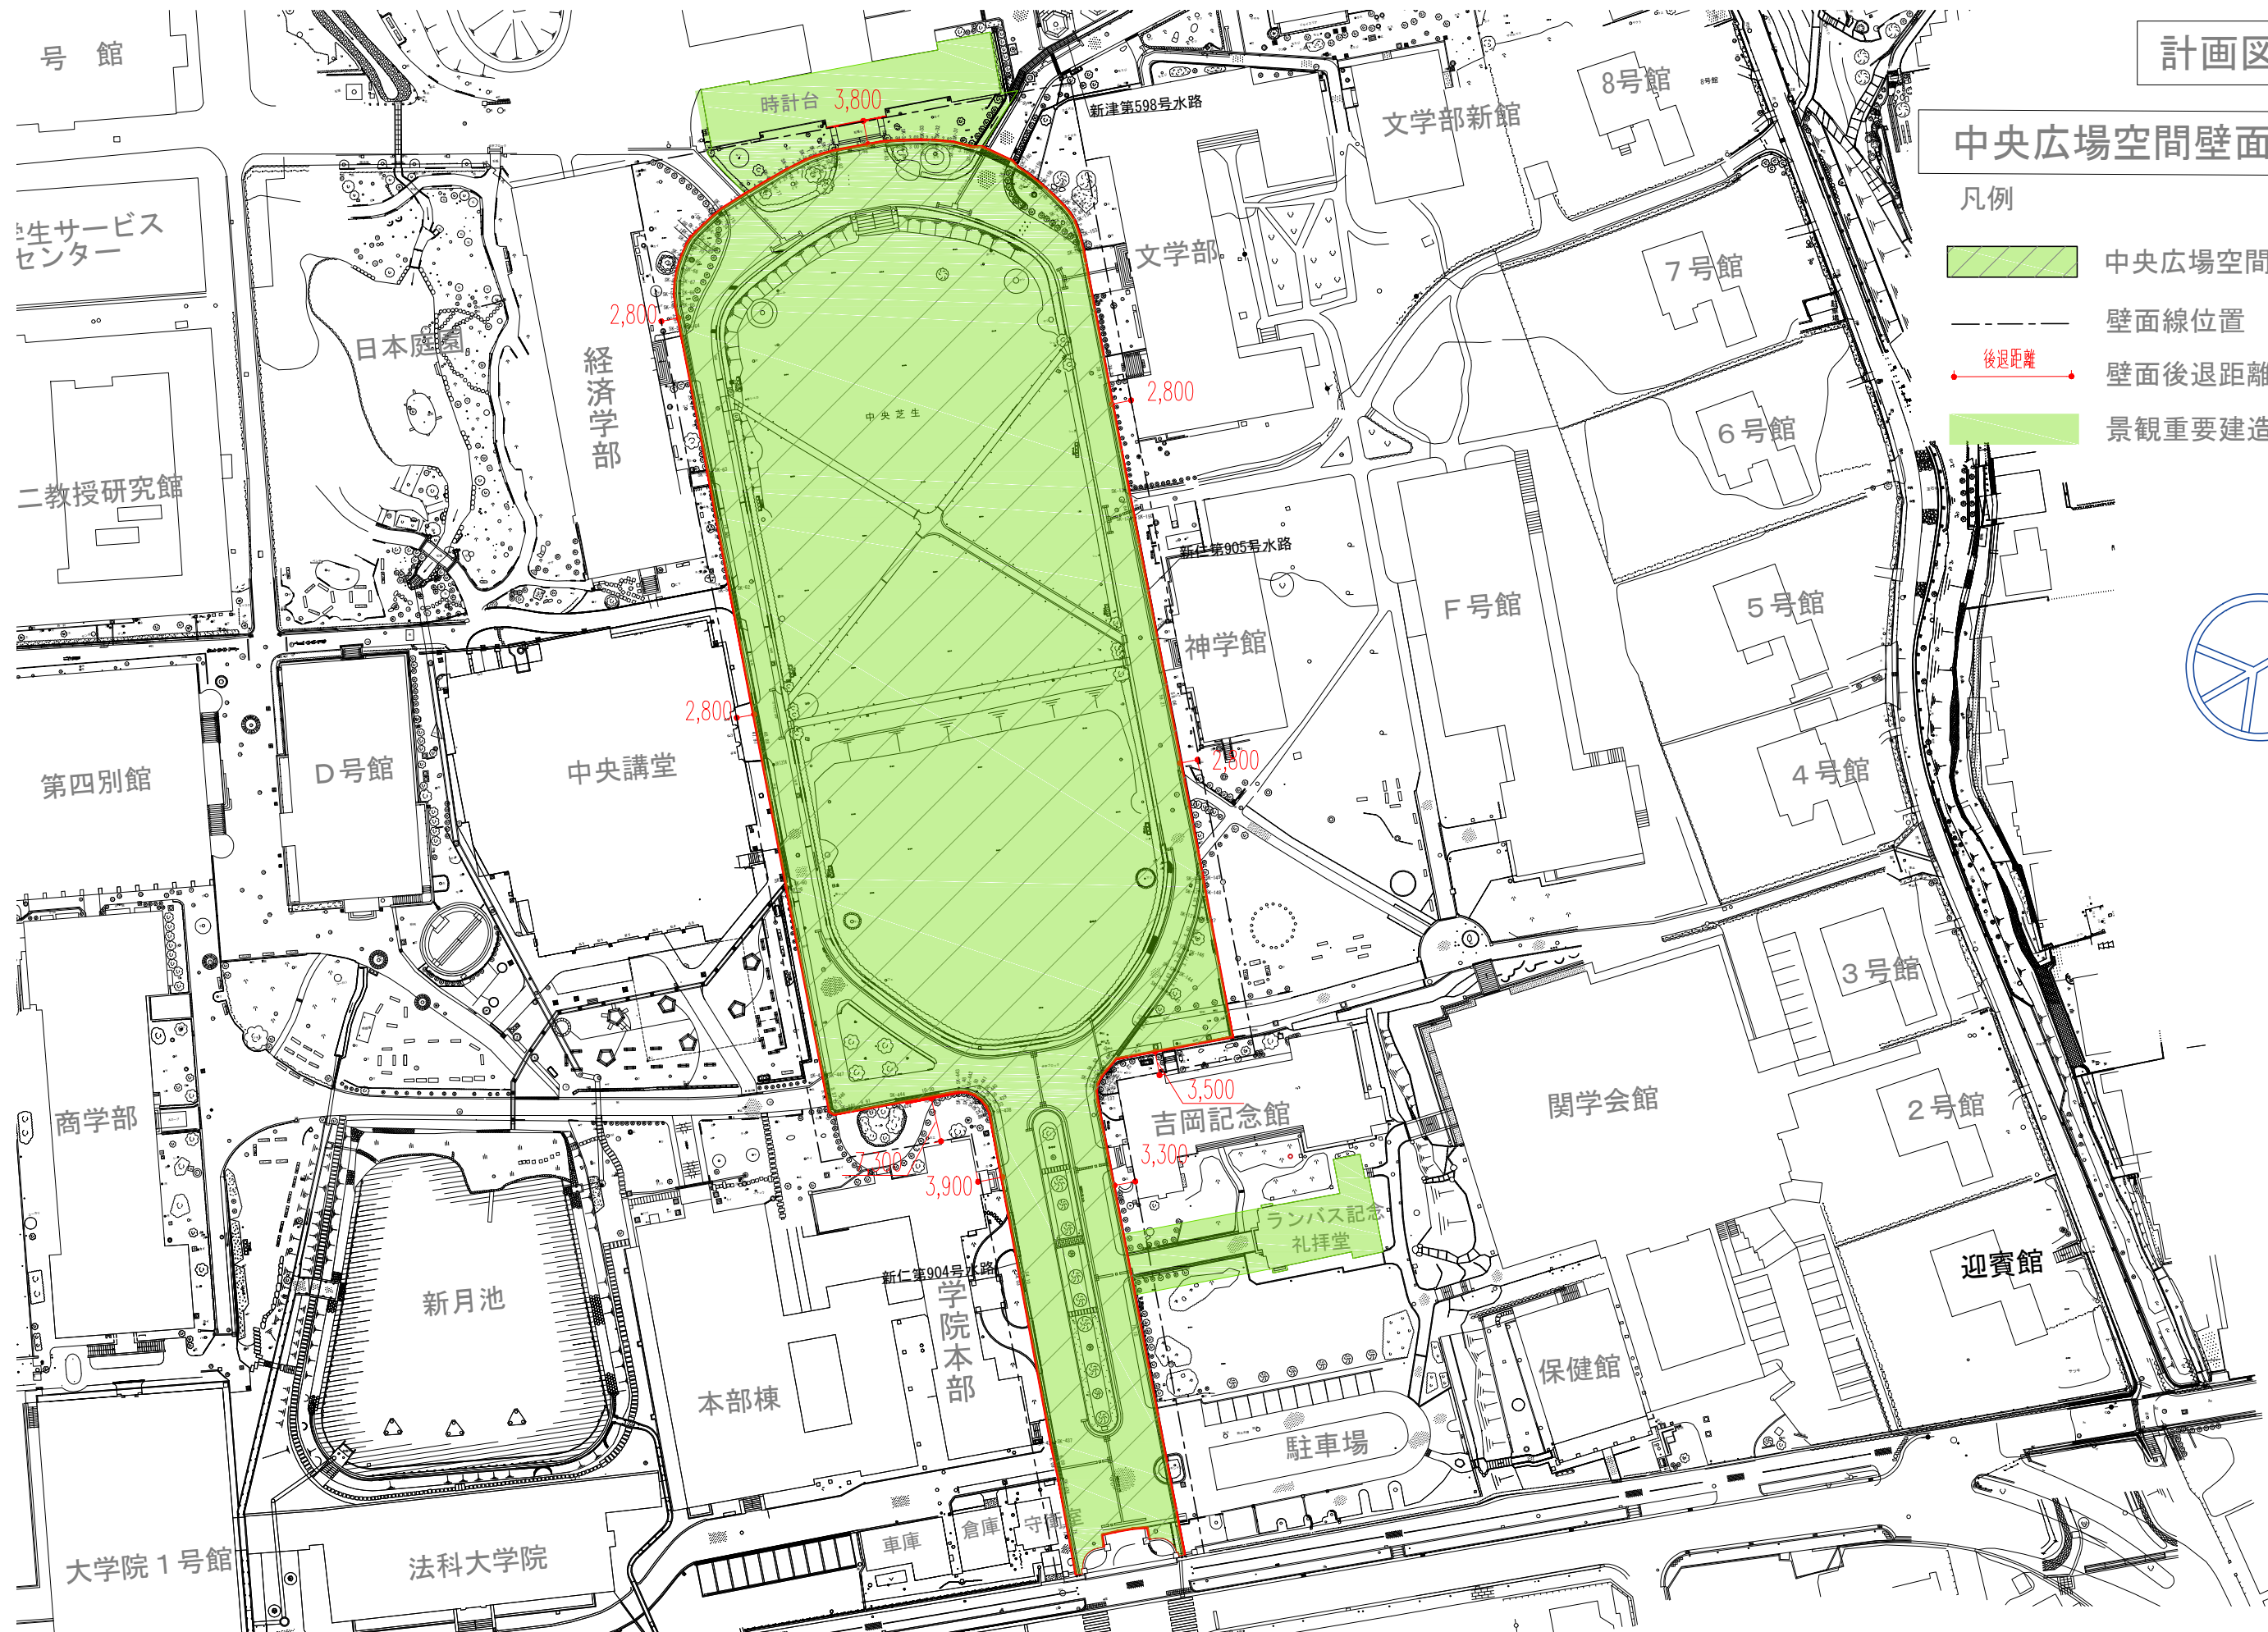 計画図
中央広場空間壁面
凡例
中央広場空間
壁面線位置
後退距離
壁面後退距離
景観重要建造
号 館
時計台
3,800
新津第598号水路
文学部新館
8号館
8号館
学生サービス
センター
文学部
7号館
日本庭園
2,800
経済学部
中央芝生
2,800
6号館
二教授研究館
新仁第905号水路
5号館
F号館
神学館
2,800
2,800
第四別館
D号館
中央講堂
4号館
3号館
商学部
3,500
吉岡記念館
関学会館
2号館
7,300
3,900
3,300
ランバス記念
礼拝堂
新仁第904号水路
学院本部
新月池
迎賓館
本部棟
保健館
駐車場
車庫
倉庫
守衛室
大学院1号館
法科大学院